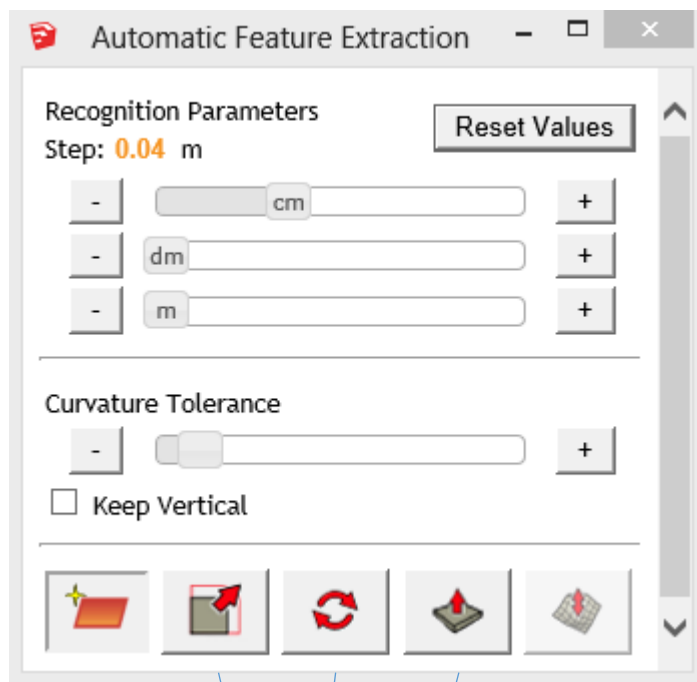 Automatic Feature Extraction
Recognition Parameters
Reset Values
Step: 0.04 m
- cm +
- dm +
- m +
Curvature Tolerance
- +
Keep Vertical